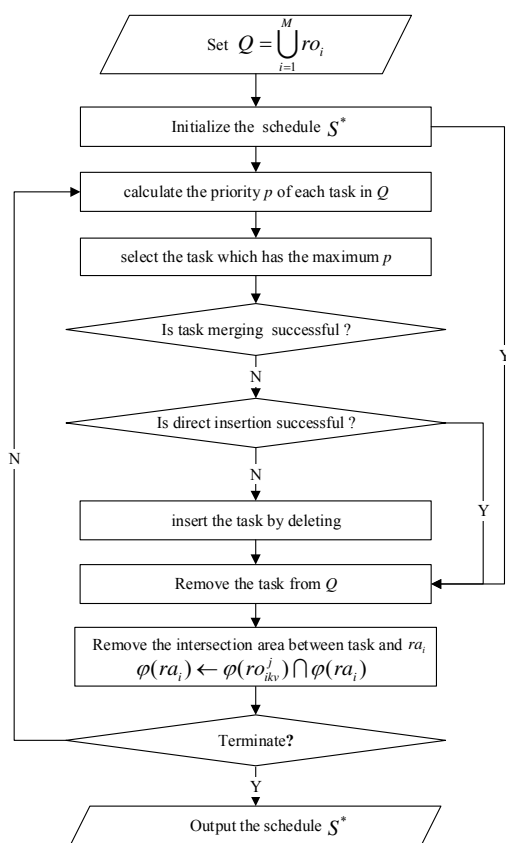 Set Q = ⋃_{i=1}^{M} ro_i
Initialize the schedule S*
calculate the priority p of each task in Q
select the task which has the maximum p
Is task merging successful ?
Y
N
Is direct insertion successful ?
N
N
Y
insert the task by deleting
Remove the task from Q
Remove the intersection area between task and ra_i
φ(ra_i) ← φ(ro_{ikv}^{j}) ⋂ φ(ra_i)
Terminate?
Y
Output the schedule S*